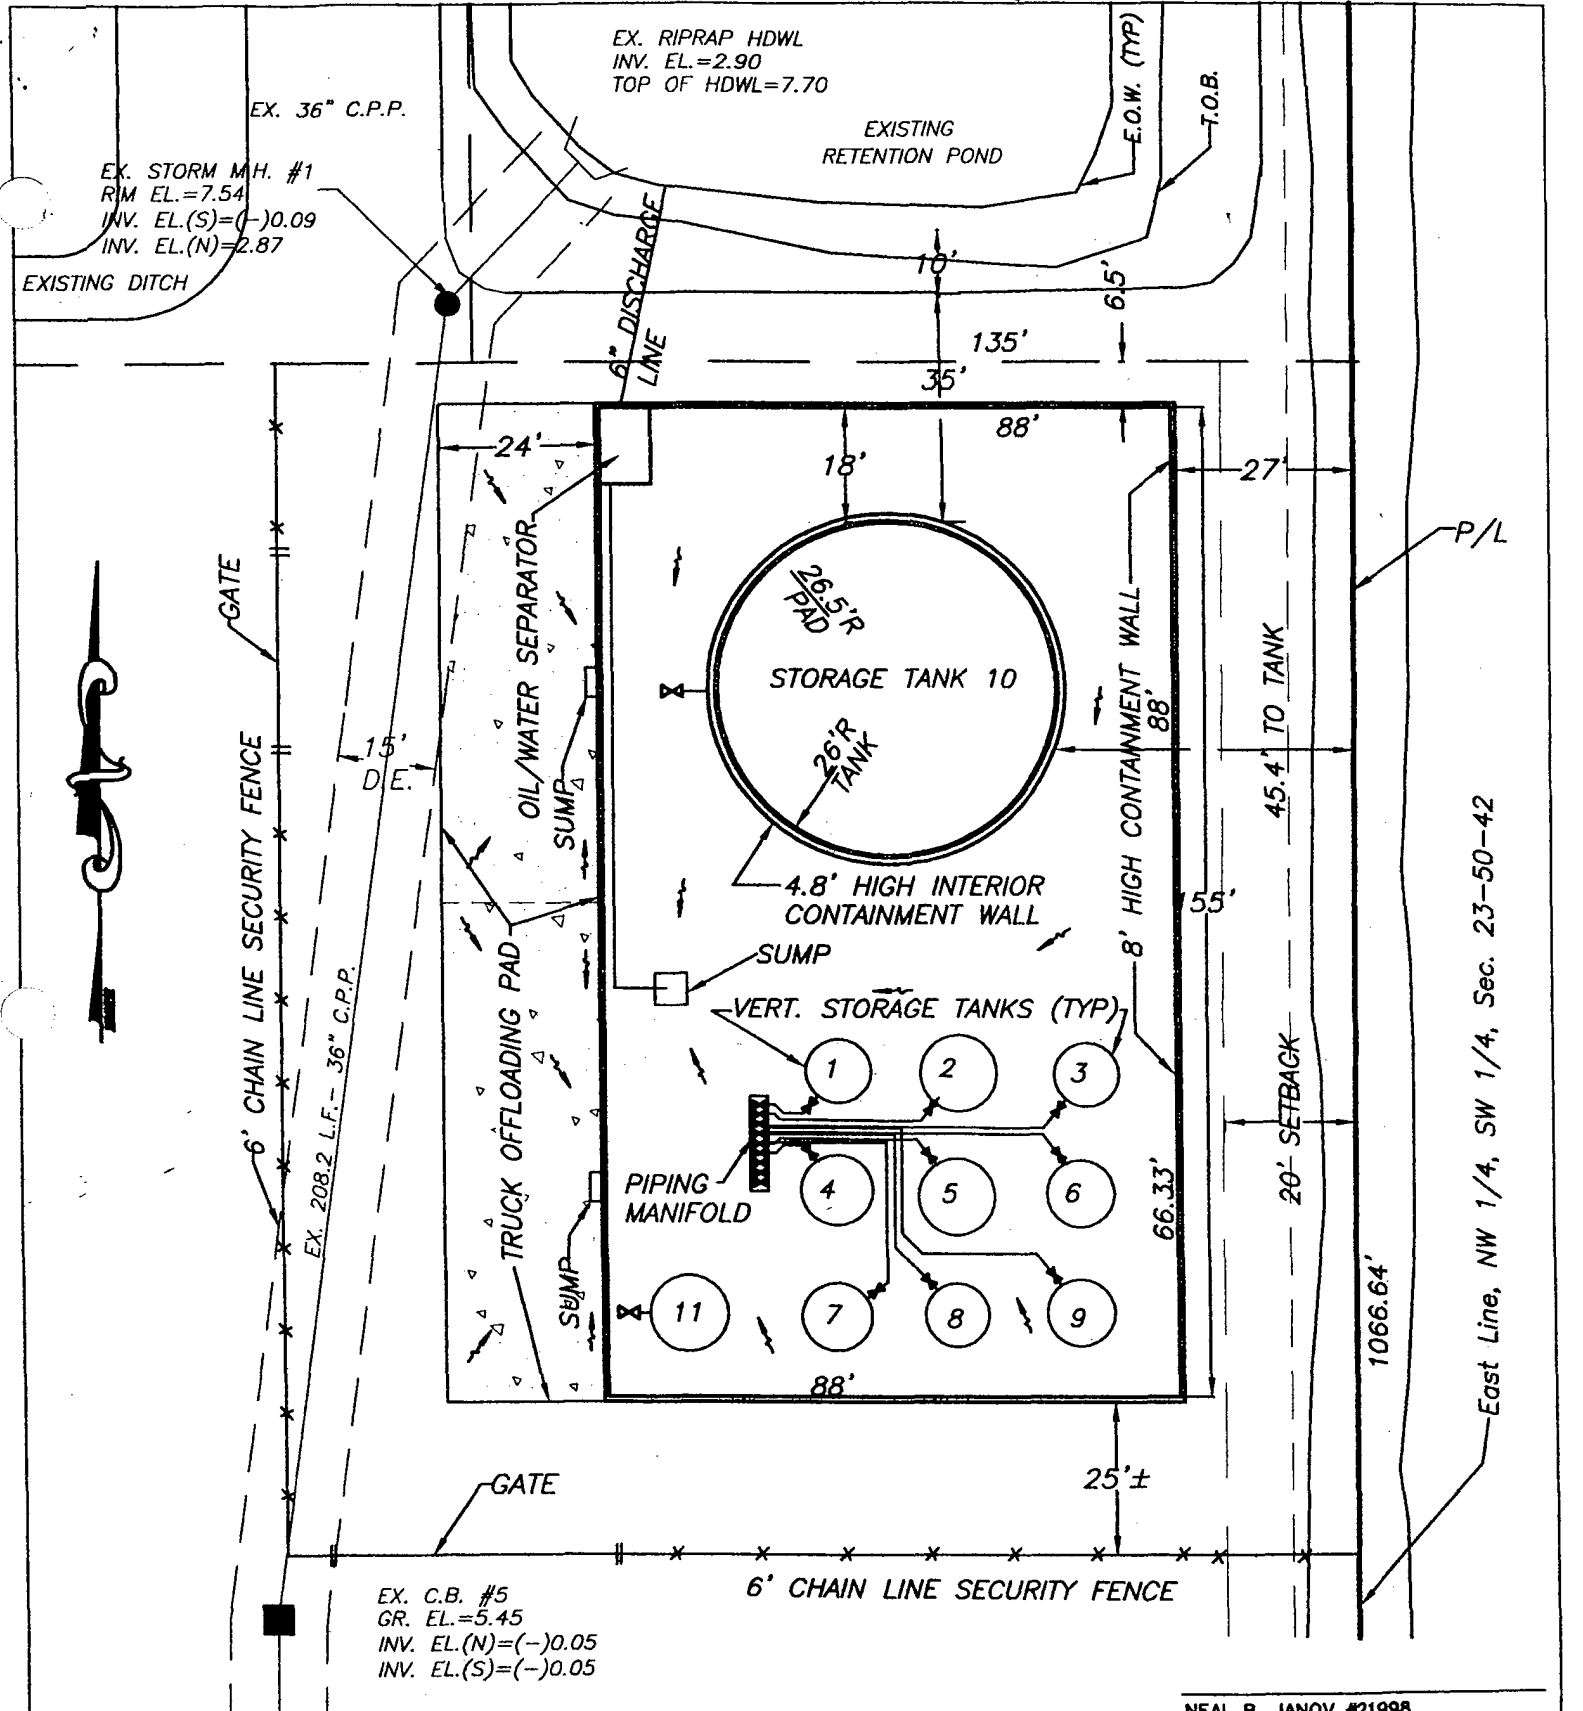 EX. RIPRAP HDWL
INV. EL.=2.90
TOP OF HDWL=7.70
E.O.W. (TYP)
T.O.B.
EX. 36" C.P.P.
EXISTING
RETENTION POND
EX. STORM M.H. #1
RIM EL.=7.54
INV. EL.(S)=(-)0.09
INV. EL.(N)=2.87
EXISTING DITCH
6" DISCHARGE
LINE
10'
6.5'
135'
35'
88'
24'
18'
27'
P/L
GATE
OIL/WATER SEPARATOR
26.5'R
PAD
STORAGE TANK 10
26'R
TANK
8' HIGH CONTAINMENT WALL
88'
45.4' TO TANK
15'
D.E.
SUMP
6' CHAIN LINE SECURITY FENCE
4.8' HIGH INTERIOR
CONTAINMENT WALL
155'
SUMP
VERT. STORAGE TANKS (TYP)
EX. 208.2 L.F.- 36" C.P.P.
TRUCK OFFLOADING PAD
1
2
3
PIPING
MANIFOLD
4
5
6
66.33'
20' SETBACK
SUMP
11
7
8
9
88'
1066.64'
East Line, NW 1/4, SW 1/4, Sec. 23-50-42
GATE
25'±
6' CHAIN LINE SECURITY FENCE
EX. C.B. #5
GR. EL.=5.45
INV. EL.(N)=(-)0.05
INV. EL.(S)=(-)0.05
NEAL B. JANOV #21998